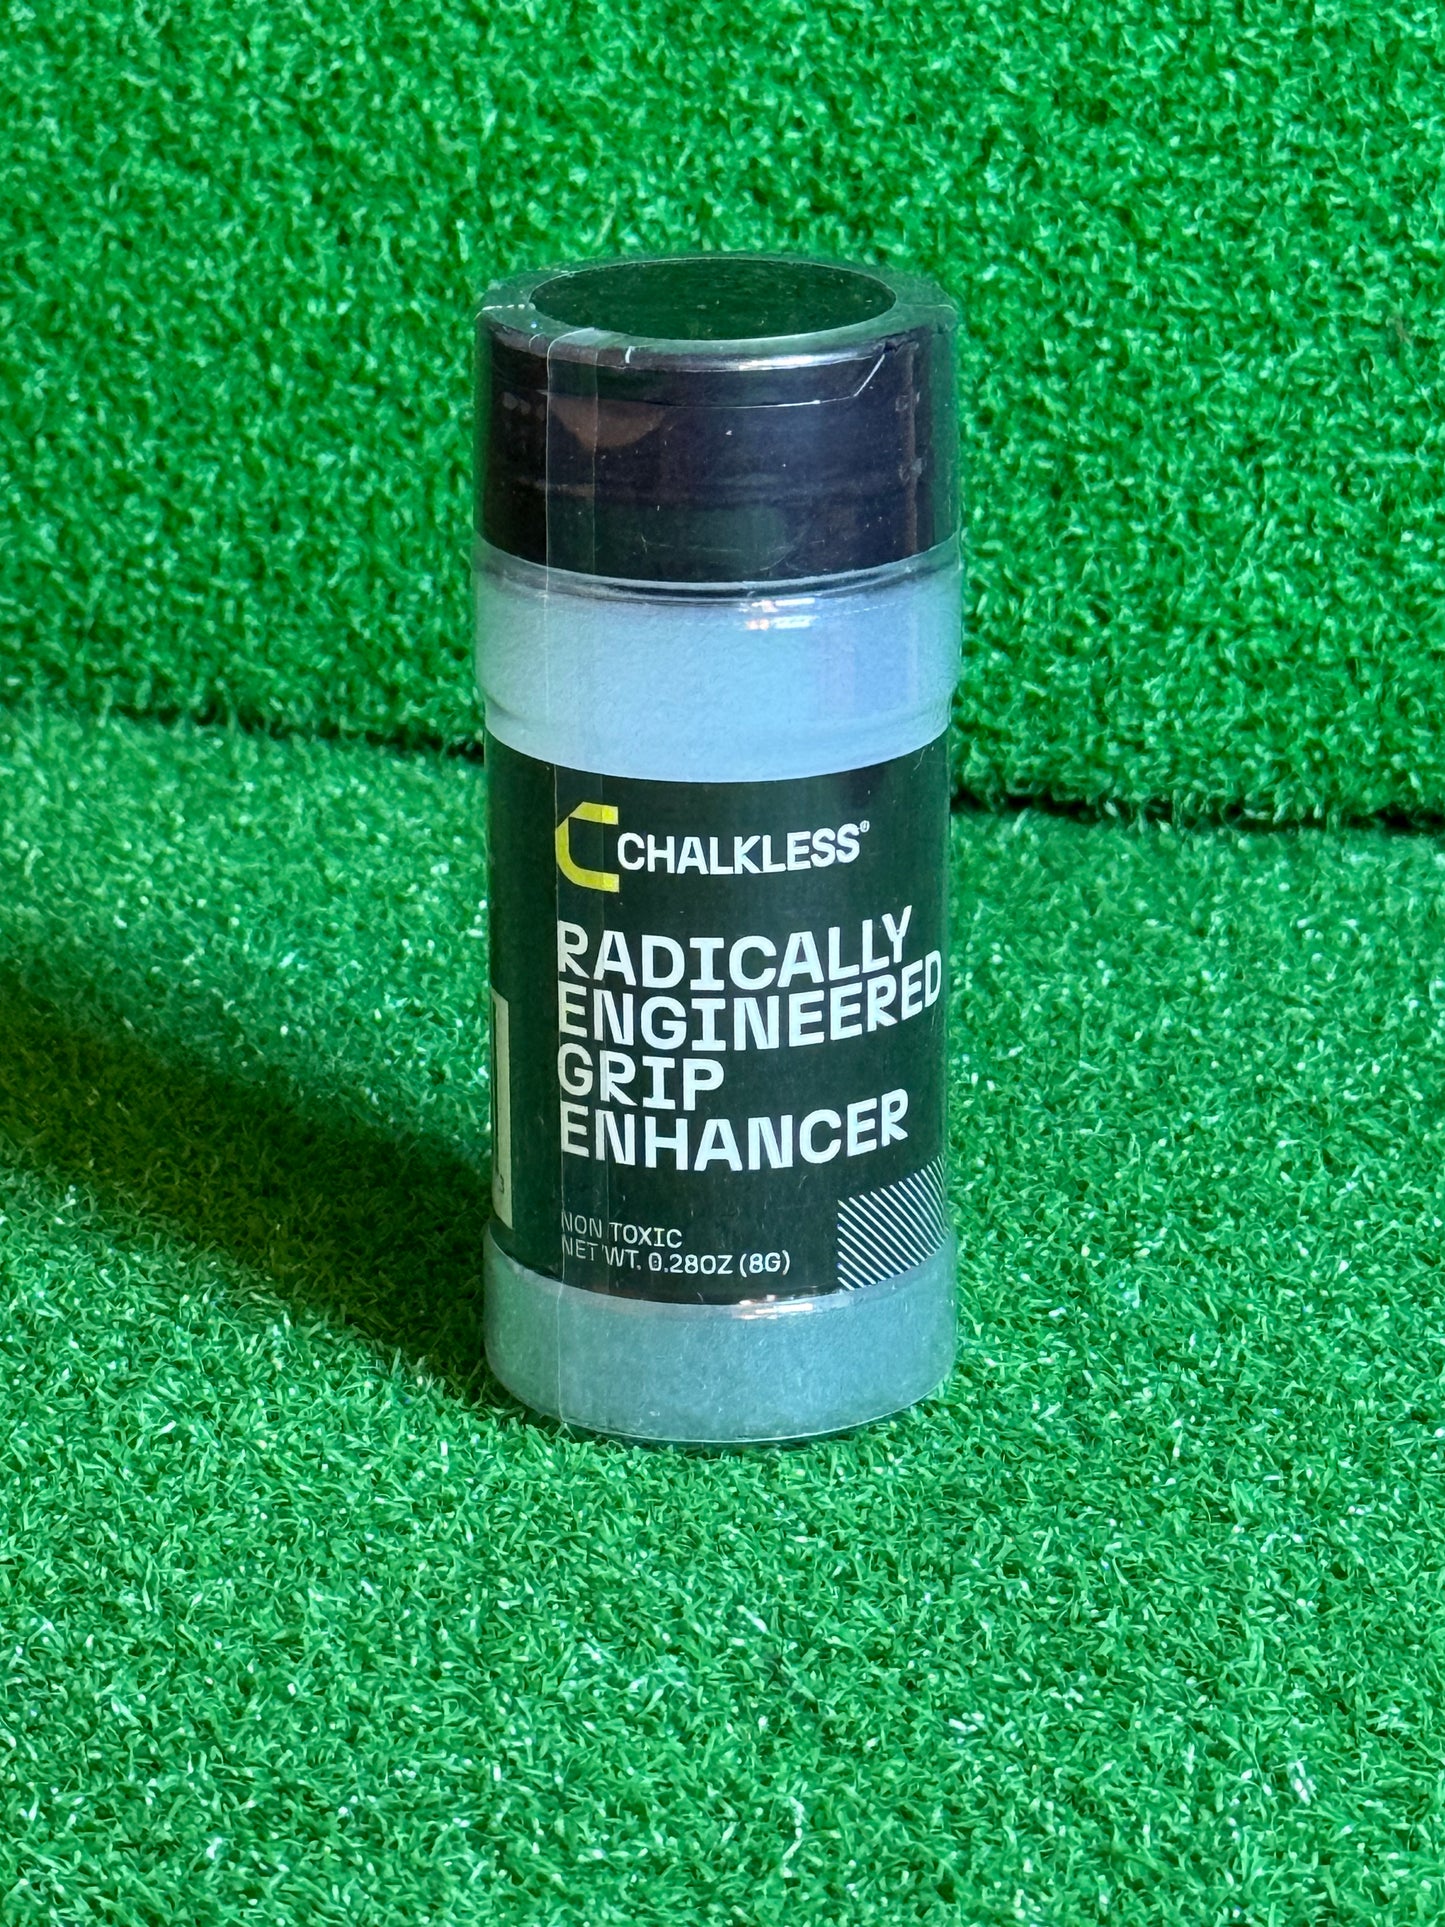 CHALKLESS®
RADICALLY
ENGINEERED
GRIP
ENHANCER
NON TOXIC
NET WT. 0.28OZ (8G)